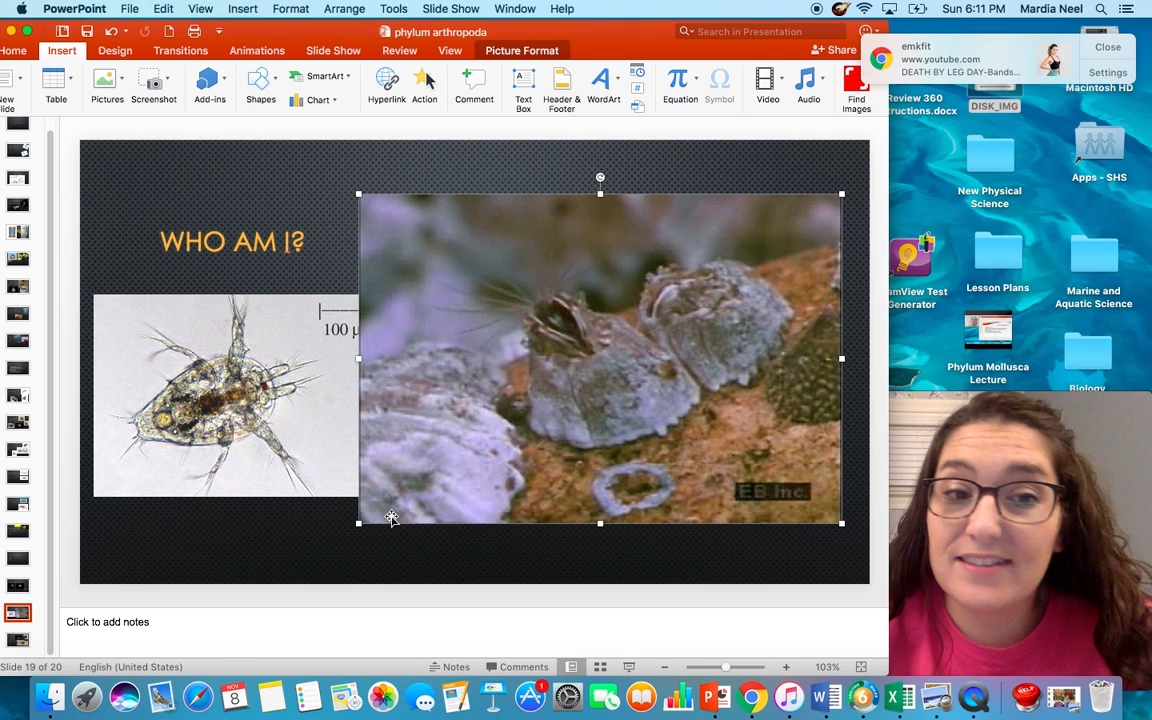 PowerPoint File Edit View Insert Format Arrange Tools Slide Show Window Help
Sun 6:11 PM Mardia Neel
phylum arthropoda
Search in Presentation
Home Insert Design Transitions Animations Slide Show Review View Picture Format
Share
Table Pictures Screenshot Add-ins Shapes SmartArt Chart Hyperlink Action Comment Text Box Header & Footer WordArt Equation Symbol Video Audio Find Images
emkfit
www.youtube.com
DEATH BY LEG DAY-Bands...
Close
Settings
Review 360
ructions.docx
DISK_IMG
Macintosh HD
New Physical
Science
Apps - SHS
amView Test
Generator
Lesson Plans
Marine and
Aquatic Science
Phylum Mollusca
Lecture
Biology
WHO AM I?
100 µ
EB Inc.
Click to add notes
Slide 19 of 20 English (United States) Notes Comments 103%
NOV
8
1
6
HELP